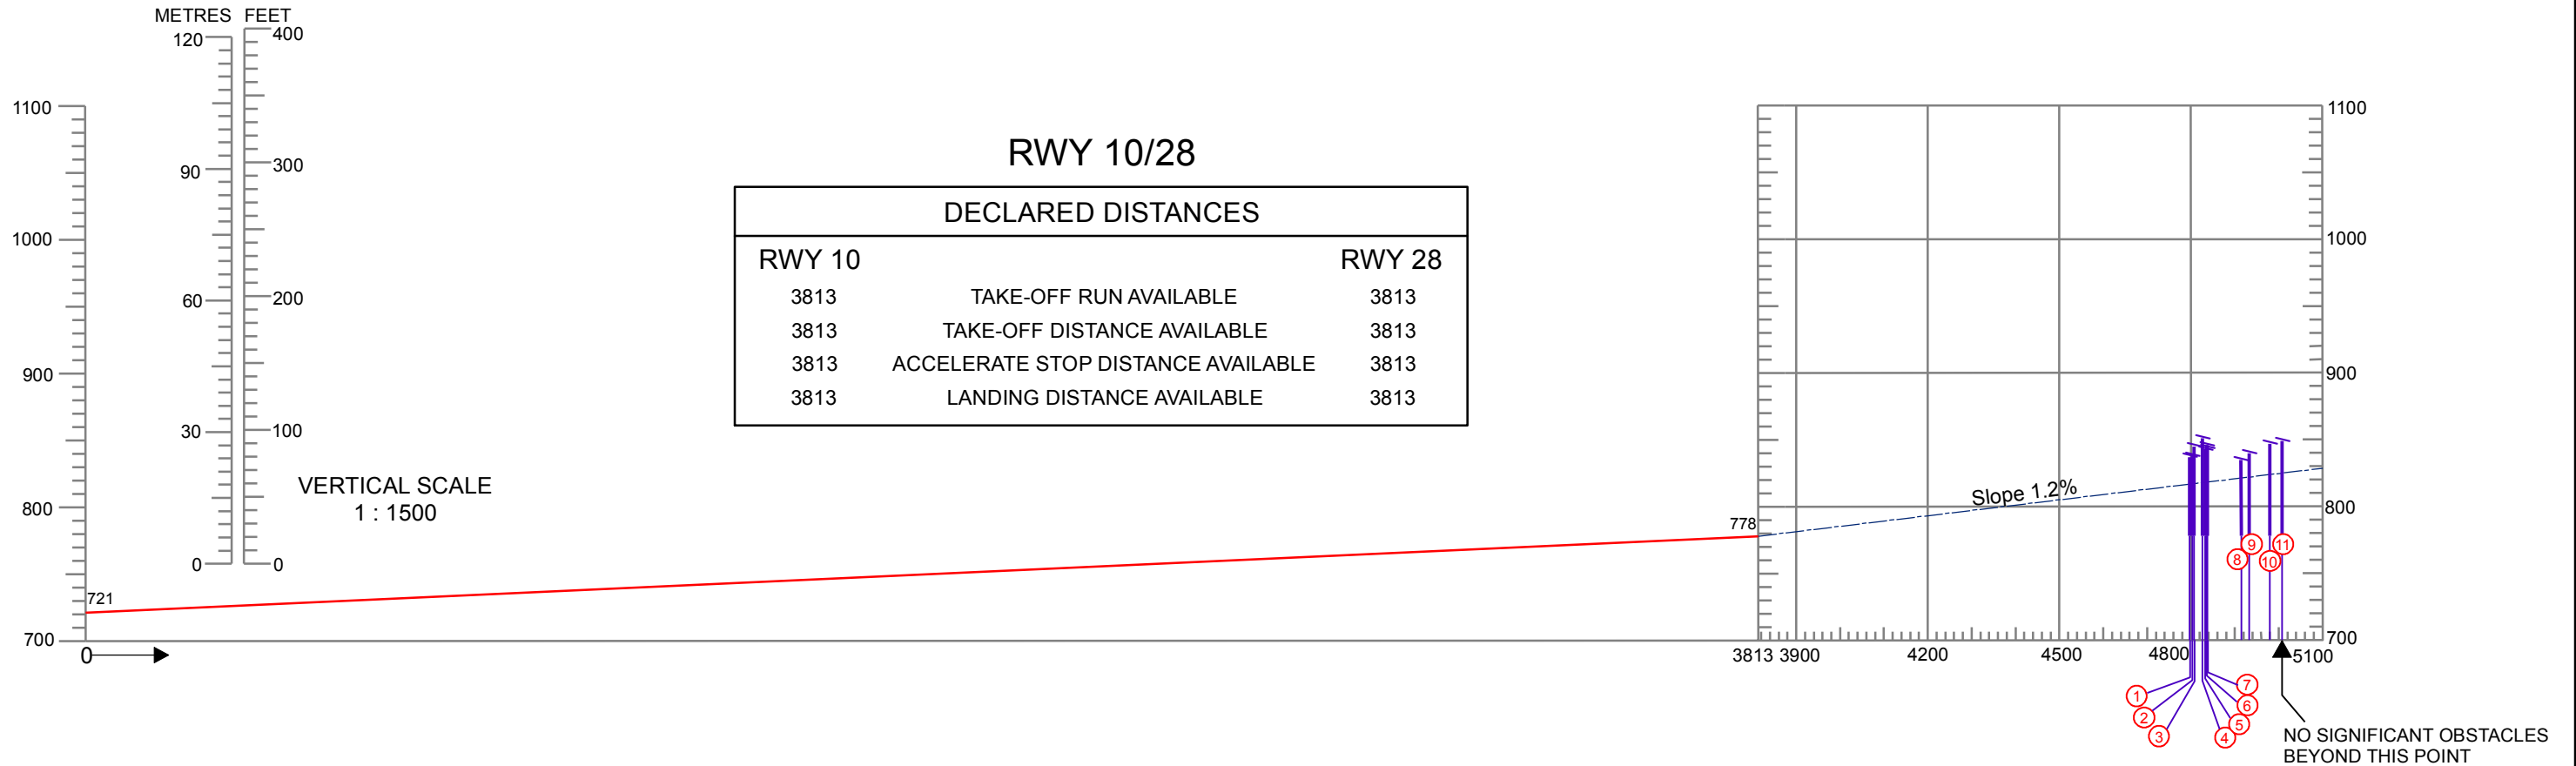 METRES FEET
120
90
60
30
0
400
300
200
100
0
1100
1000
900
800
700
721
0
VERTICAL SCALE
1 : 1500
RWY 10/28
DECLARED DISTANCES
RWY 10 RWY 28
3813 TAKE-OFF RUN AVAILABLE 3813
3813 TAKE-OFF DISTANCE AVAILABLE 3813
3813 ACCELERATE STOP DISTANCE AVAILABLE 3813
3813 LANDING DISTANCE AVAILABLE 3813
778
Slope 1.2%
1100
1000
900
800
700
3813 3900 4200 4500 4800 5100
8 9 10 11
1 2 3 4 5 6 7
NO SIGNIFICANT OBSTACLES
BEYOND THIS POINT